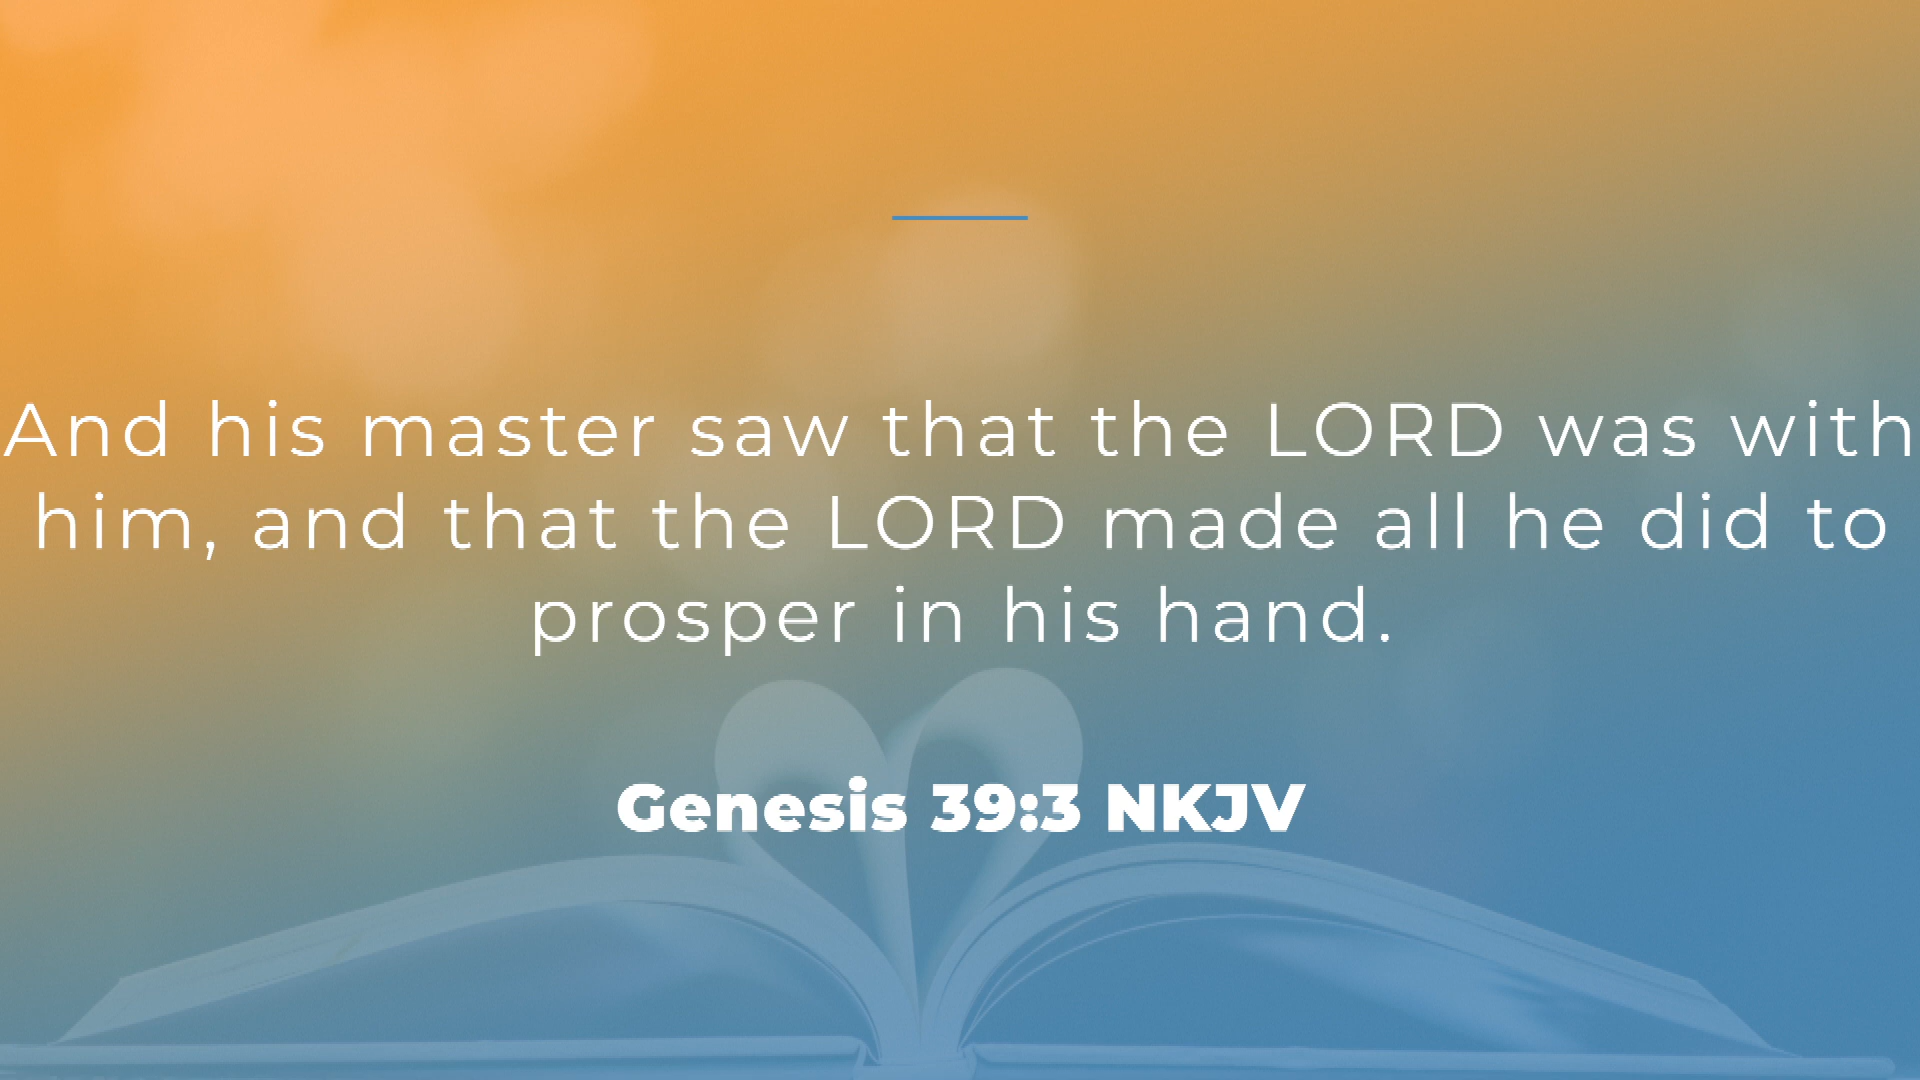 And his master saw that the LORD was with
him, and that the LORD made all he did to
prosper in his hand.
Genesis 39:3 NKJV